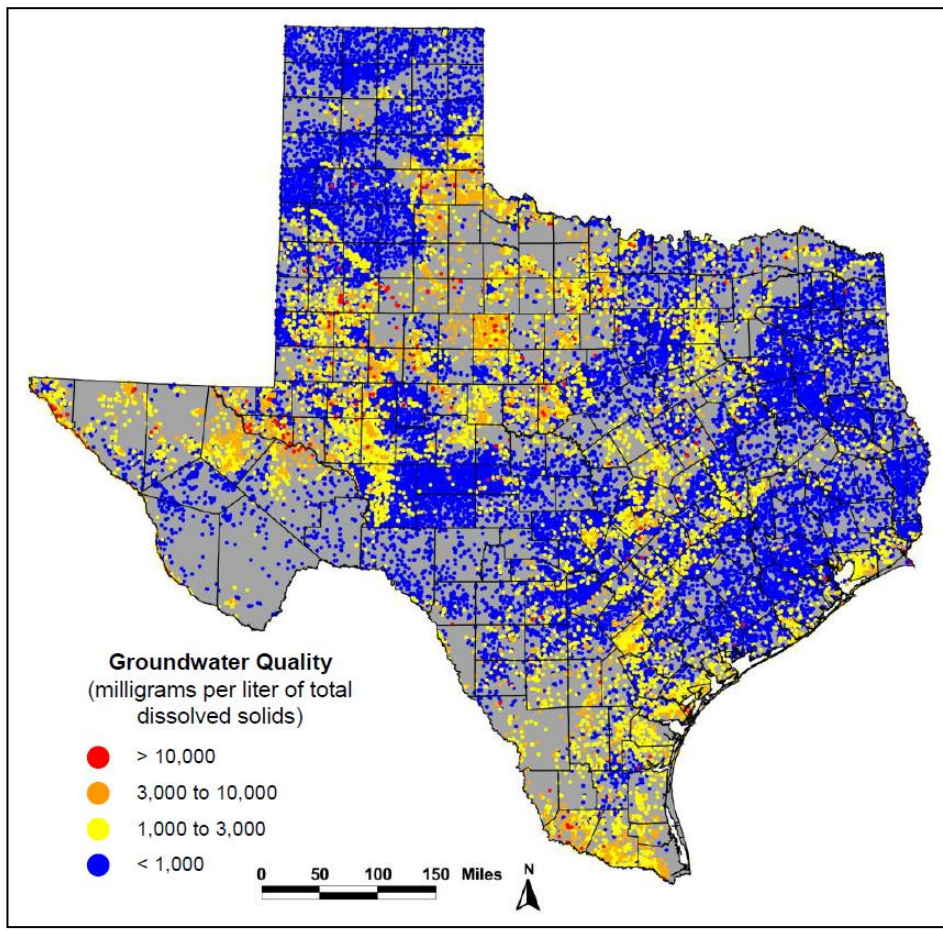 Groundwater Quality
(milligrams per liter of total
dissolved solids)
> 10,000
3,000 to 10,000
1,000 to 3,000
< 1,000
0 50 100 150 Miles
N